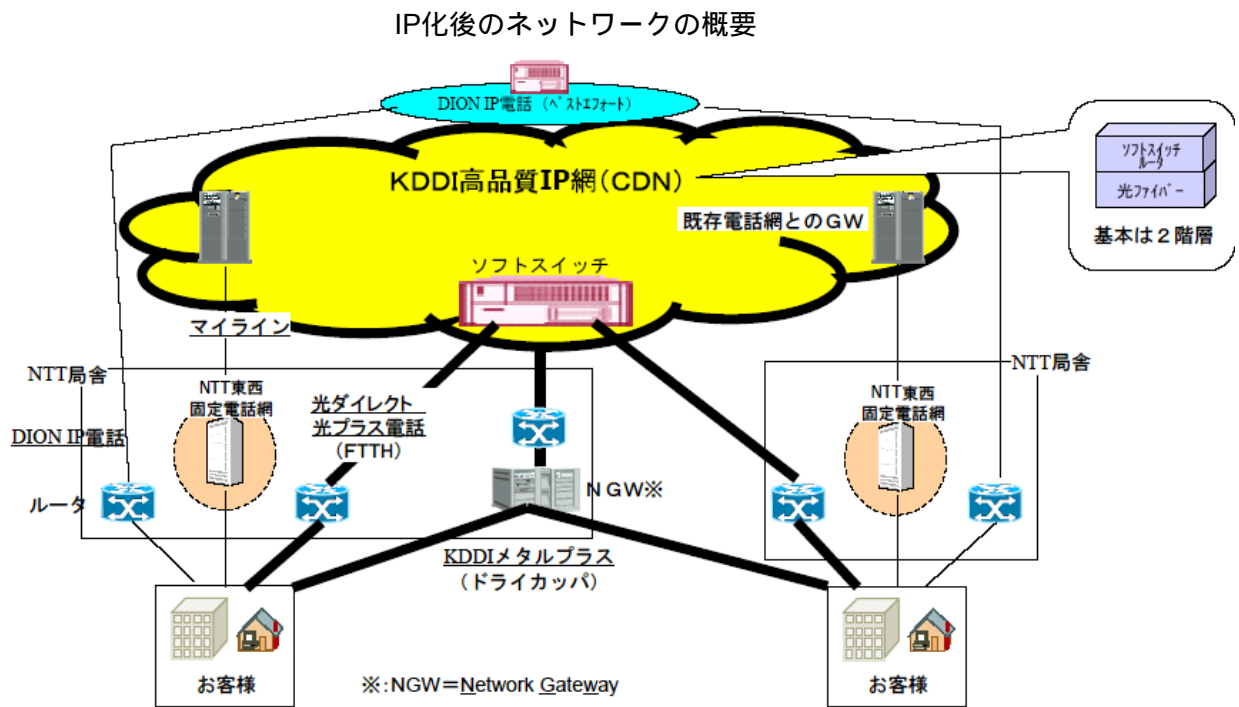 IP化後のネットワークの概要
DION IP電話 (ﾍﾞｽﾄｴﾌｫｰﾄ)
KDDI高品質IP網(CDN)
ｿﾌﾄｽｲｯﾁ
ﾙｰﾀ
光ﾌｧｲﾊﾞｰ
基本は2階層
既存電話網とのGW
ソフトスイッチ
マイライン
NTT局舎
NTT東西
固定電話網
光ダイレクト
光プラス電話
(FTTH)
NTT局舎
NTT東西
固定電話網
DION IP電話
ルータ
NGW※
KDDIメタルプラス
(ドライカッパ)
お客様
※:NGW=Network Gateway
お客様